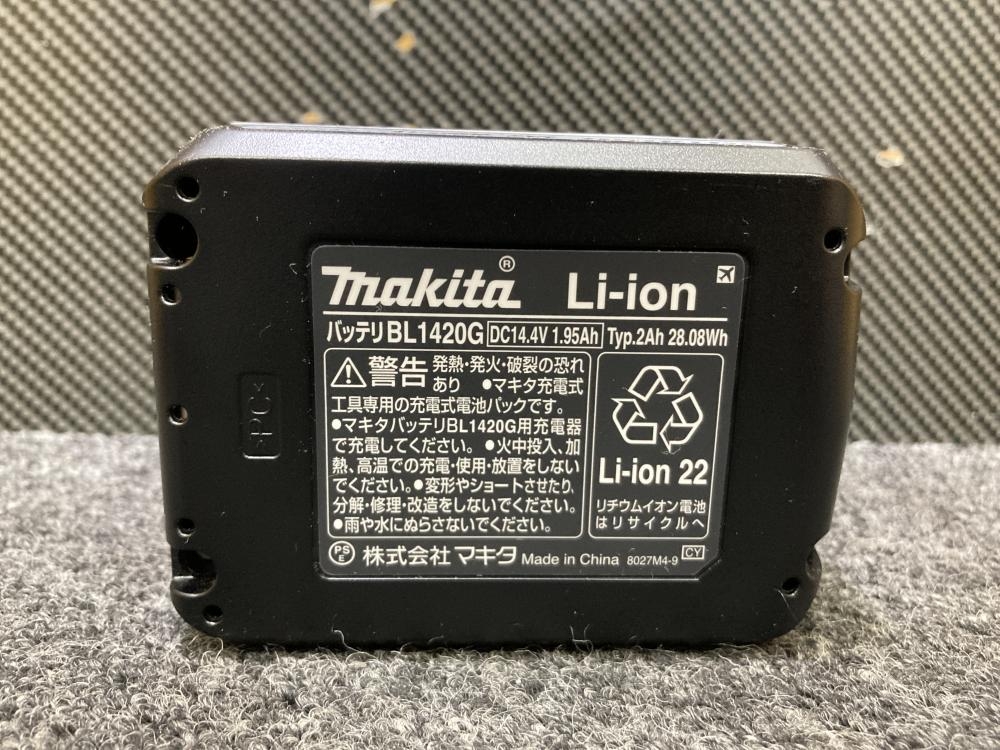 makita® Li-ion
バッテリBL1420G DC14.4V 1.95Ah Typ.2Ah 28.08Wh
警告 発熱・発火・破裂の恐れ
あり ●マキタ充電式
工具専用の充電式電池パックです。
●マキタバッテリBL1420G用充電器
で充電してください。●火中投入、加
熱、高温での充電・使用・放置をしない
でください。●変形やショートさせたり、
分解・修理・改造をしないでください。
●雨や水にぬらさないでください。
Li-ion 22
リチウムイオン電池
はリサイクルへ
PS
E 株式会社マキタ Made in China 8027M4-9 CY
>PC<